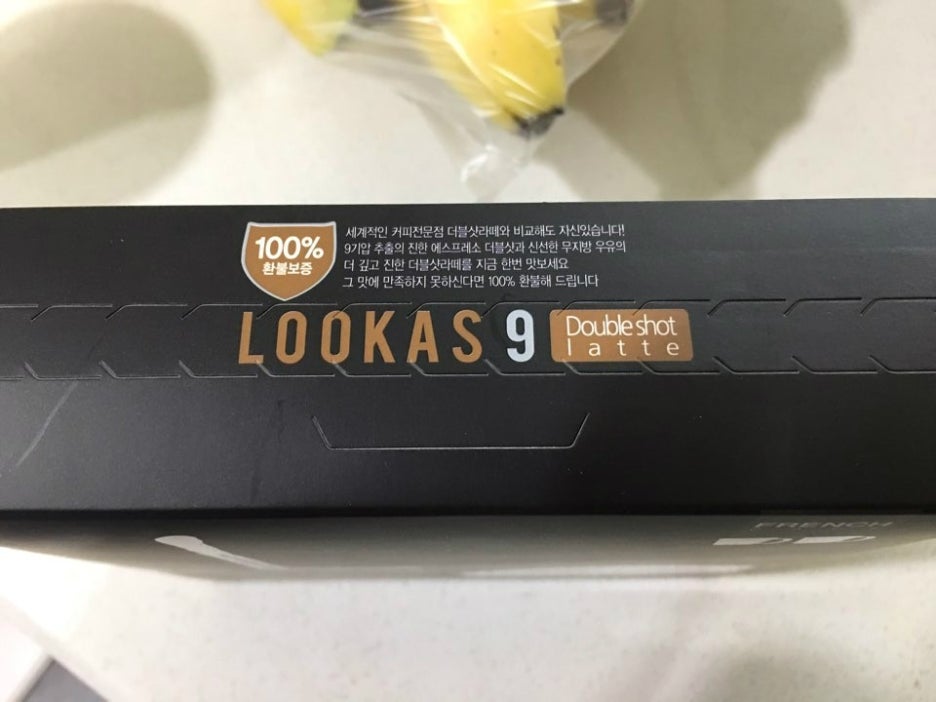 100%
환불보증
세계적인 커피전문점 더블샷라떼와 비교해도 자신있습니다!
9기압 추출의 진한 에스프레소 더블샷과 신선한 무지방 우유의
더 깊고 진한 더블샷라떼를 지금 한번 맛보세요
그 맛에 만족하지 못하신다면 100% 환불해 드립니다
LOOKAS 9 Double shot
latte
FRENCH